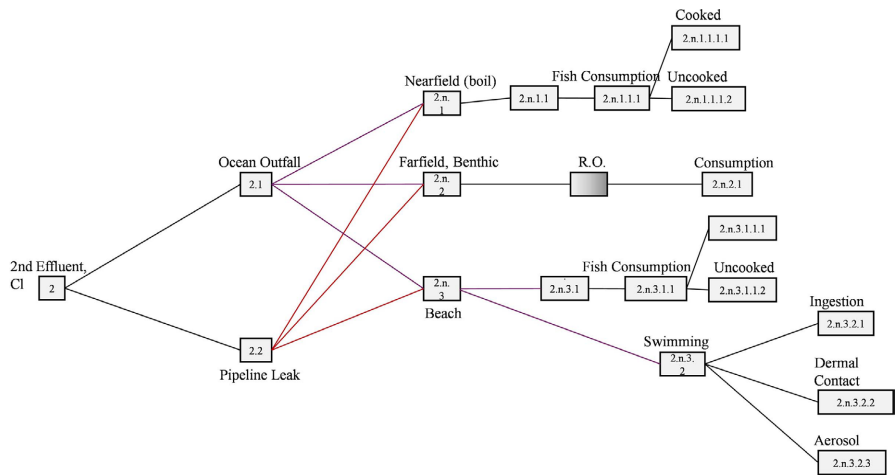 Cooked
2.n.1.1.1.1
Nearfield (boil)
Fish Consumption
Uncooked
2.n.
1
2.n.1.1
2.n.1.1.1
2.n.1.1.1.2
Ocean Outfall
Farfield, Benthic
R.O.
Consumption
2.1
2.n.
2
2.n.2.1
2.n.3.1.1.1
2nd Effluent,
Cl
2
2.n.
3
Beach
2.n.3.1
Fish Consumption
2.n.3.1.1
Uncooked
2.n.3.1.1.2
Ingestion
2.n.3.2.1
2.2
Pipeline Leak
Swimming
2.n.3.
2
Dermal
Contact
2.n.3.2.2
Aerosol
2.n.3.2.3